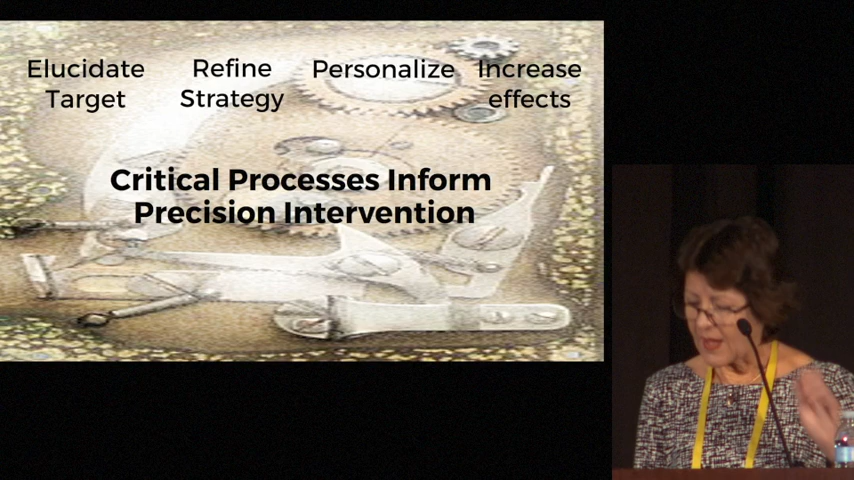 Elucidate Target
Refine Strategy
Personalize
Increase effects
Critical Processes Inform
Precision Intervention